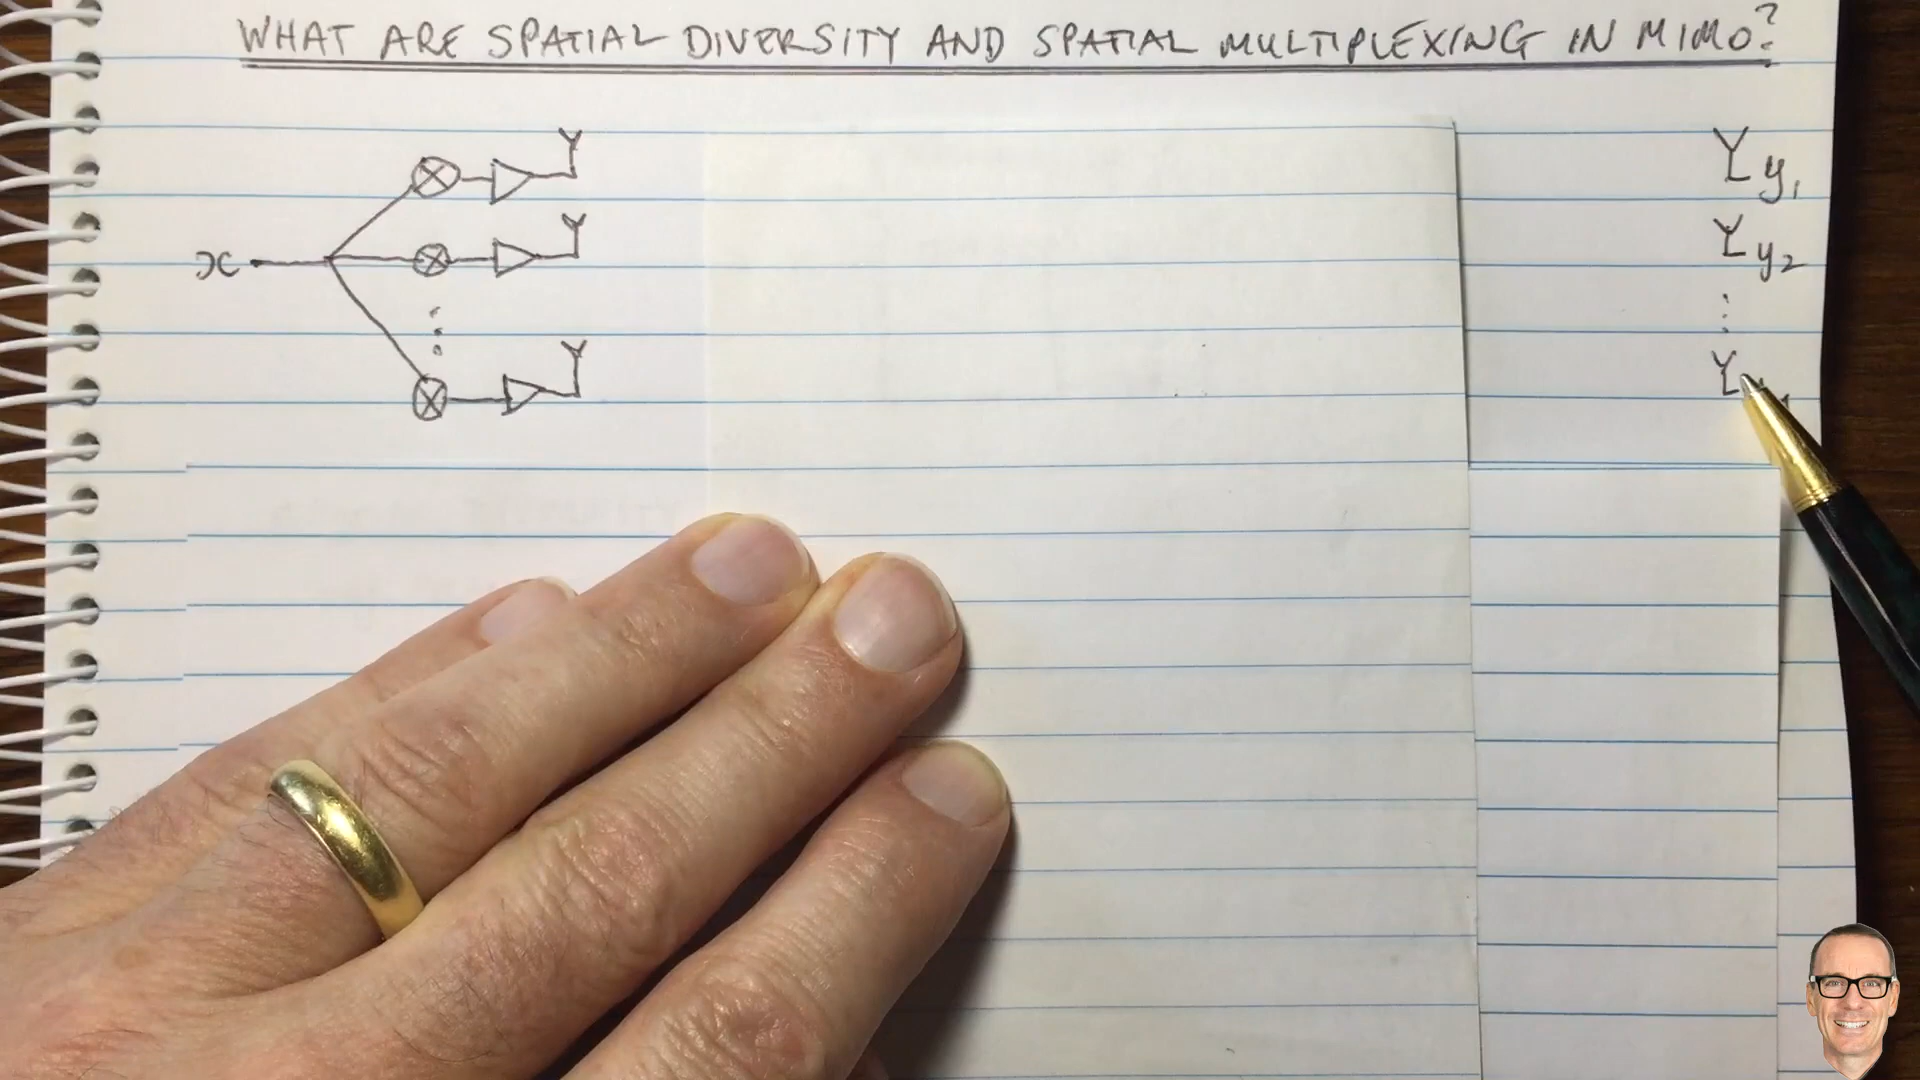 WHAT ARE SPATIAL DIVERSITY AND SPATIAL MULTIPLEXING IN MIMO?
x
y1
y2